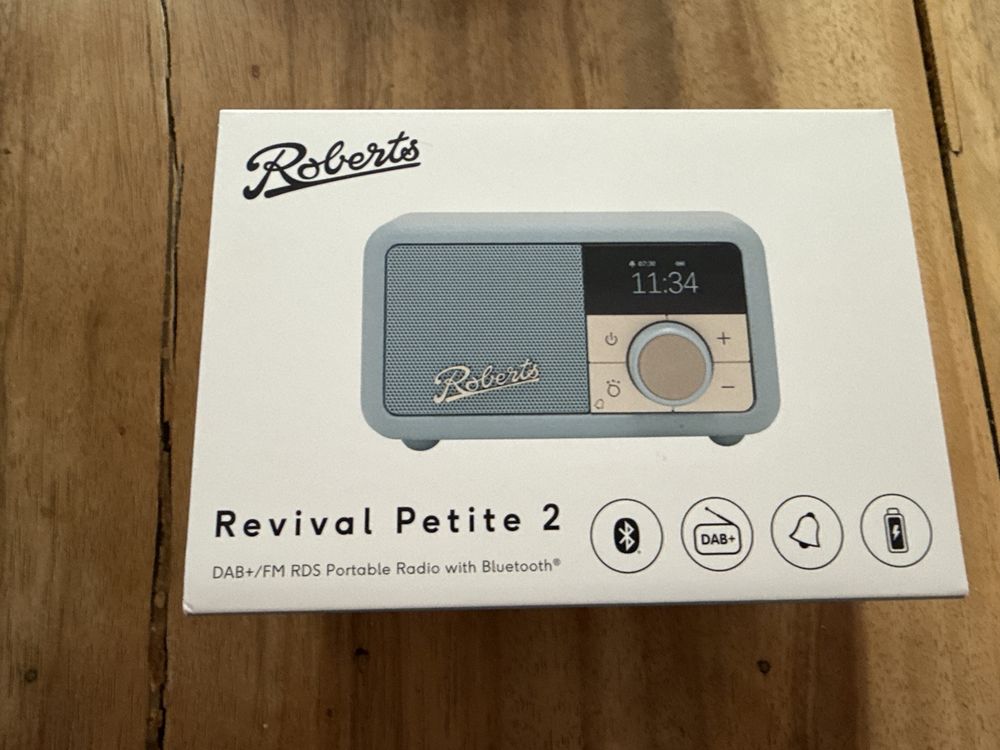 Roberts
07:30
11:34
Roberts
+
−
Revival Petite 2
DAB+
DAB+/FM RDS Portable Radio with Bluetooth®